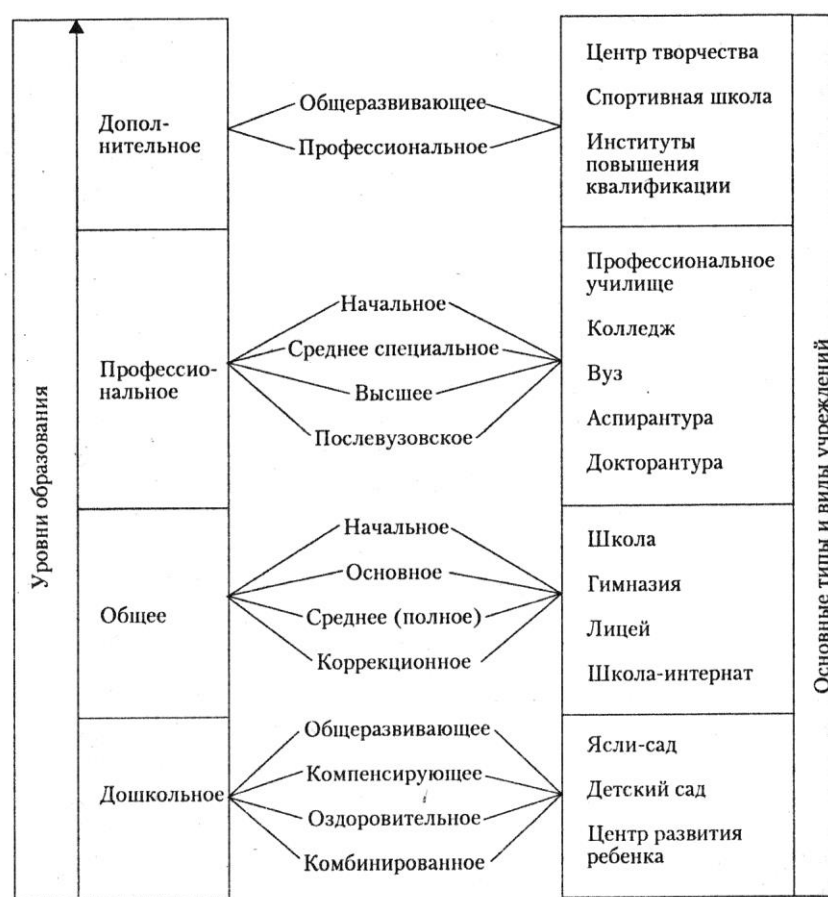 Уровни образования
Допол-
нительное
Общеразвивающее
Профессиональное
Центр творчества
Спортивная школа
Институты
повышения
квалификации
Профессио-
нальное
Начальное
Среднее специальное
Высшее
Послевузовское
Профессиональное
училище
Колледж
Вуз
Аспирантура
Докторантура
Общее
Начальное
Основное
Среднее (полное)
Коррекционное
Школа
Гимназия
Лицей
Школа-интернат
Дошкольное
Общеразвивающее
Компенсирующее
Оздоровительное
Комбинированное
Ясли-сад
Детский сад
Центр развития
ребенка
Основные типы и виды учреждений